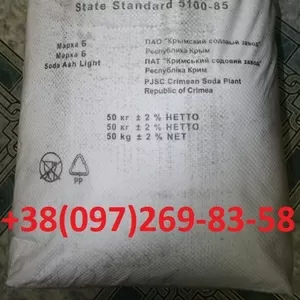 State Standard 5100-85
Марка Б
Марка Б
Soda Ash Light
ПАО "Крымский содовый завод"
Республика Крым
ПАТ "Кримський содовий завод"
Республіка Крим
PJSC Crimean Soda Plant
Republic of Crimea
50 кг ± 2 % НЕТТО
50 кг ± 2 % НЕТТО
50 kg ± 2 % NET
PP
+38(097)269-83-58